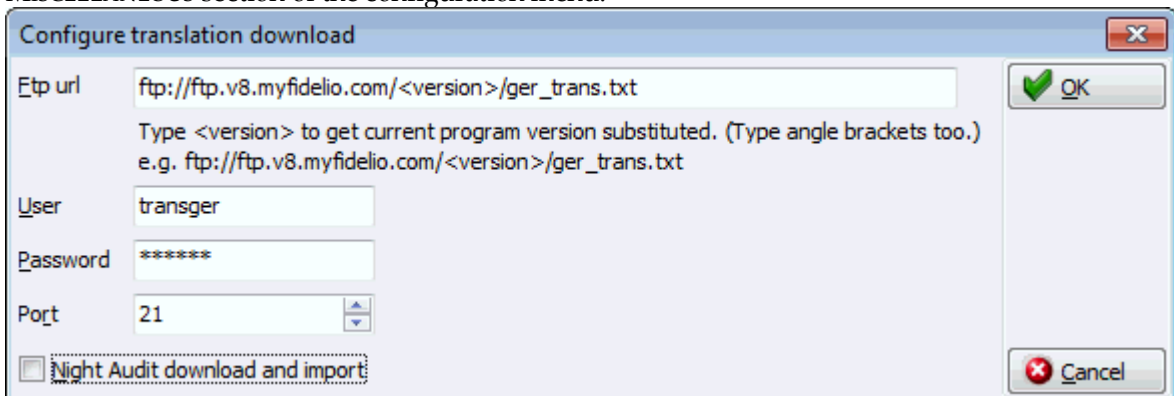 Configure translation download
Ftp url
ftp://ftp.v8.myfidelio.com/<version>/ger_trans.txt
OK
Type <version> to get current program version substituted. (Type angle brackets too.)
e.g. ftp://ftp.v8.myfidelio.com/<version>/ger_trans.txt
User
transger
Password
******
Port
21
Night Audit download and import
Cancel